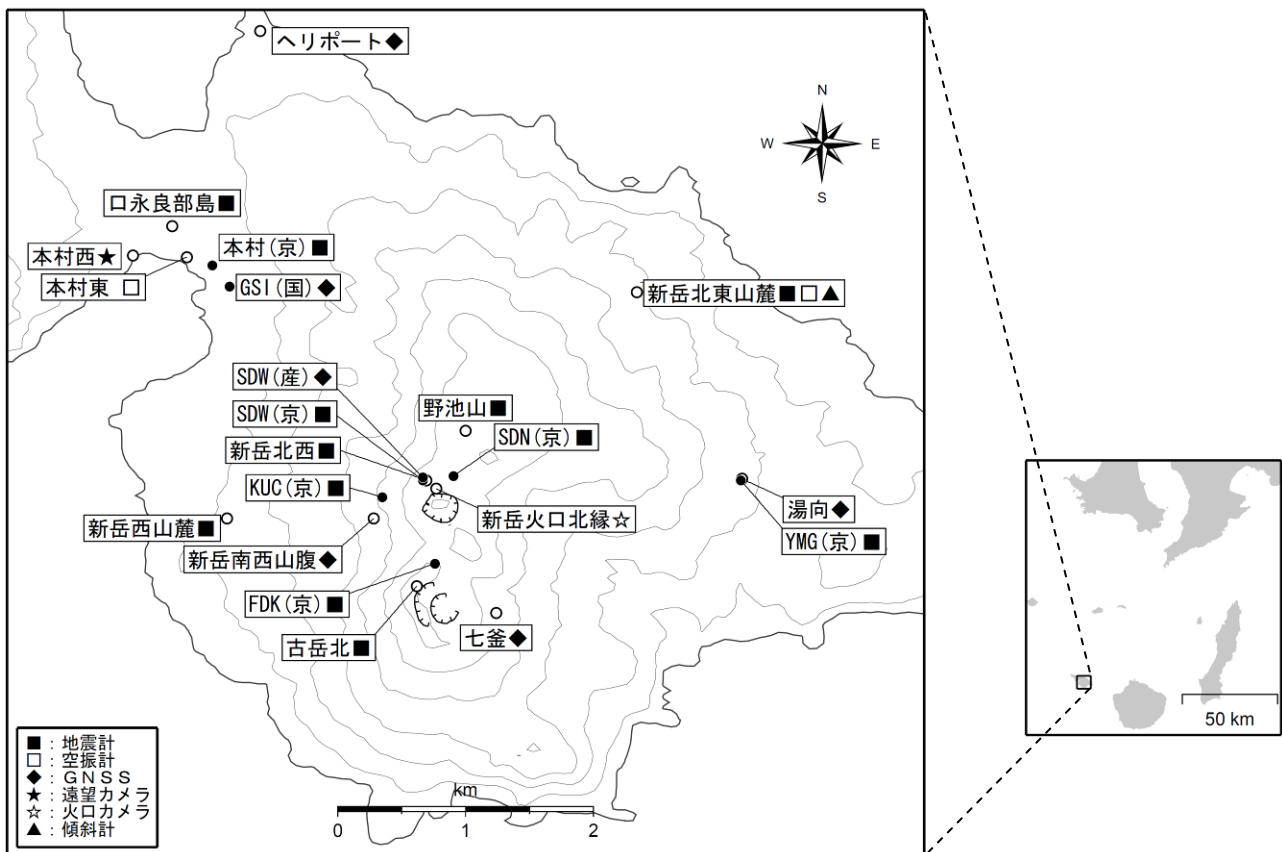 ヘリポート◆
N
W E
S
口永良部島■
本村西★
本村(京)■
本村東 □
GSI(国)◆
新岳北東山麓■□▲
SDW(産)◆
SDW(京)■
野池山■
SDN(京)■
新岳北西■
KUC(京)■
新岳西山麓■
新岳火口北縁☆
湯向◆
新岳南西山腹◆
YMG(京)■
FDK(京)■
古岳北■
七釜◆
■:地震計
□:空振計
◆:GNSS
★:遠望カメラ
☆:火口カメラ
▲:傾斜計
km
0 1 2
50 km